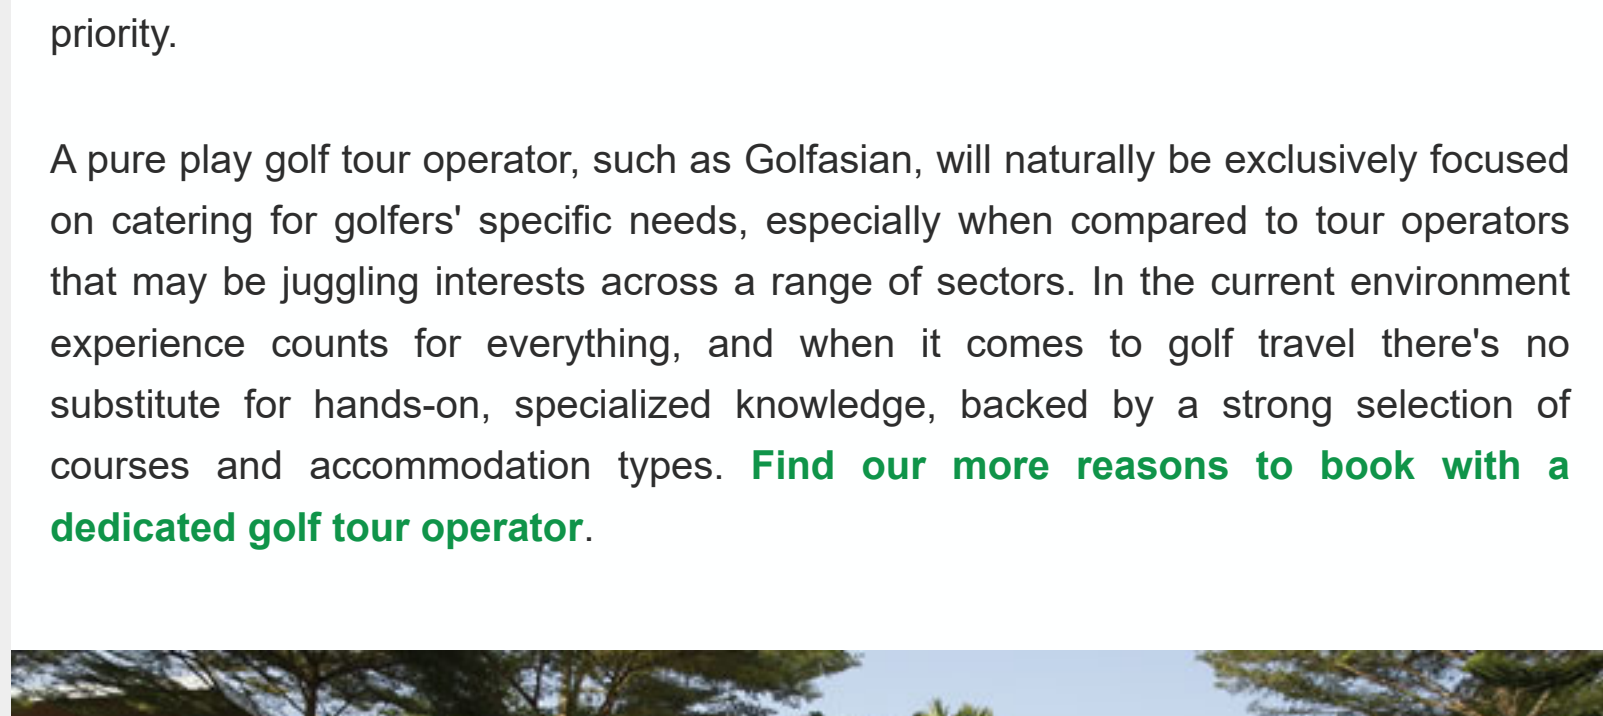 priority.
A pure play golf tour operator, such as Golfasian, will naturally be exclusively focused
on catering for golfers' specific needs, especially when compared to tour operators
that may be juggling interests across a range of sectors. In the current environment
experience counts for everything, and when it comes to golf travel there's no
substitute for hands-on, specialized knowledge, backed by a strong selection of
courses and accommodation types. Find our more reasons to book with a
dedicated golf tour operator.